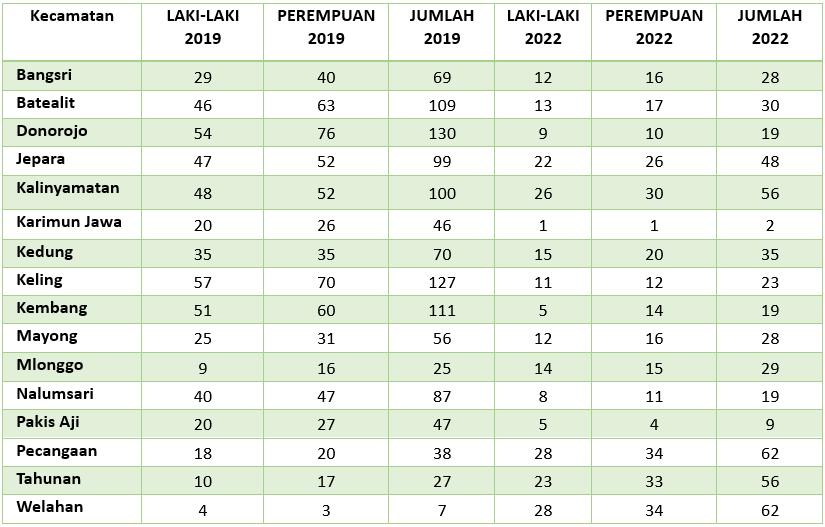 Kecamatan LAKI-LAKI 2019 PEREMPUAN 2019 JUMLAH 2019 LAKI-LAKI 2022 PEREMPUAN 2022 JUMLAH 2022
Bangsri 29 40 69 12 16 28
Batealit 46 63 109 13 17 30
Donorojo 54 76 130 9 10 19
Jepara 47 52 99 22 26 48
Kalinyamatan 48 52 100 26 30 56
Karimun Jawa 20 26 46 1 1 2
Kedung 35 35 70 15 20 35
Keling 57 70 127 11 12 23
Kembang 51 60 111 5 14 19
Mayong 25 31 56 12 16 28
Mlonggo 9 16 25 14 15 29
Nalumsari 40 47 87 8 11 19
Pakis Aji 20 27 47 5 4 9
Pecangaan 18 20 38 28 34 62
Tahunan 10 17 27 23 33 56
Welahan 4 3 7 28 34 62